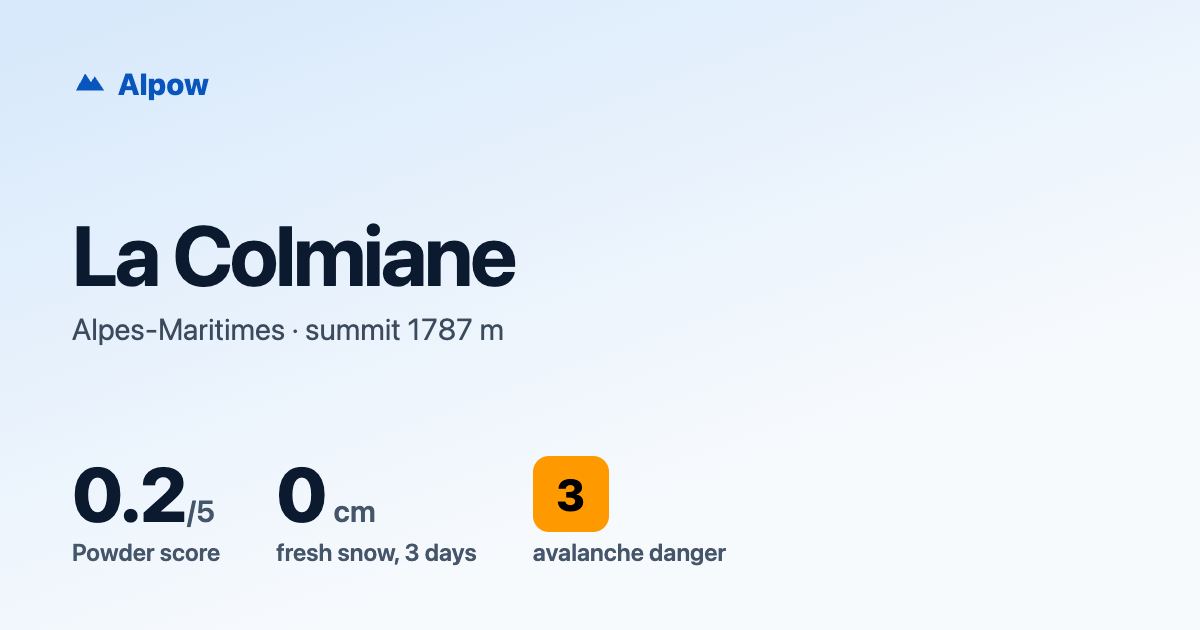 Alpow
La Colmiane
Alpes-Maritimes · summit 1787 m
0.2/5
Powder score
0 cm
fresh snow, 3 days
3
avalanche danger